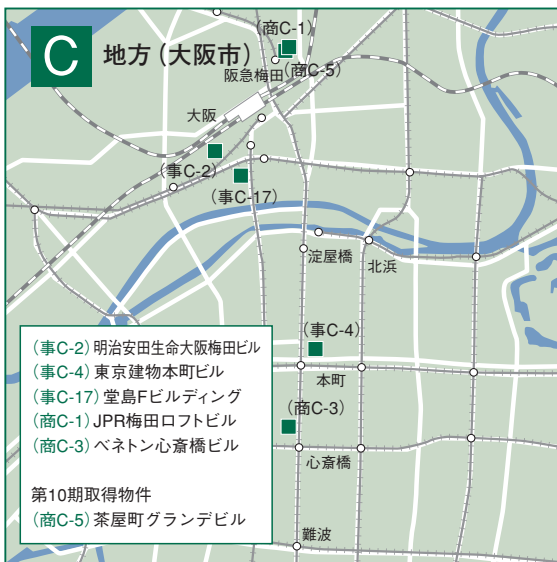 C 地方（大阪市）
(商C-1)
阪急梅田(商C-5)
大阪
(事C-2)
(事C-17)
淀屋橋
北浜
(事C-4)
本町
(商C-3)
心斎橋
難波
(事C-2)明治安田生命大阪梅田ビル
(事C-4)東京建物本町ビル
(事C-17)堂島Fビルディング
(商C-1)JPR梅田ロフトビル
(商C-3)ベネトン心斎橋ビル
第10期取得物件
(商C-5)茶屋町グランデビル